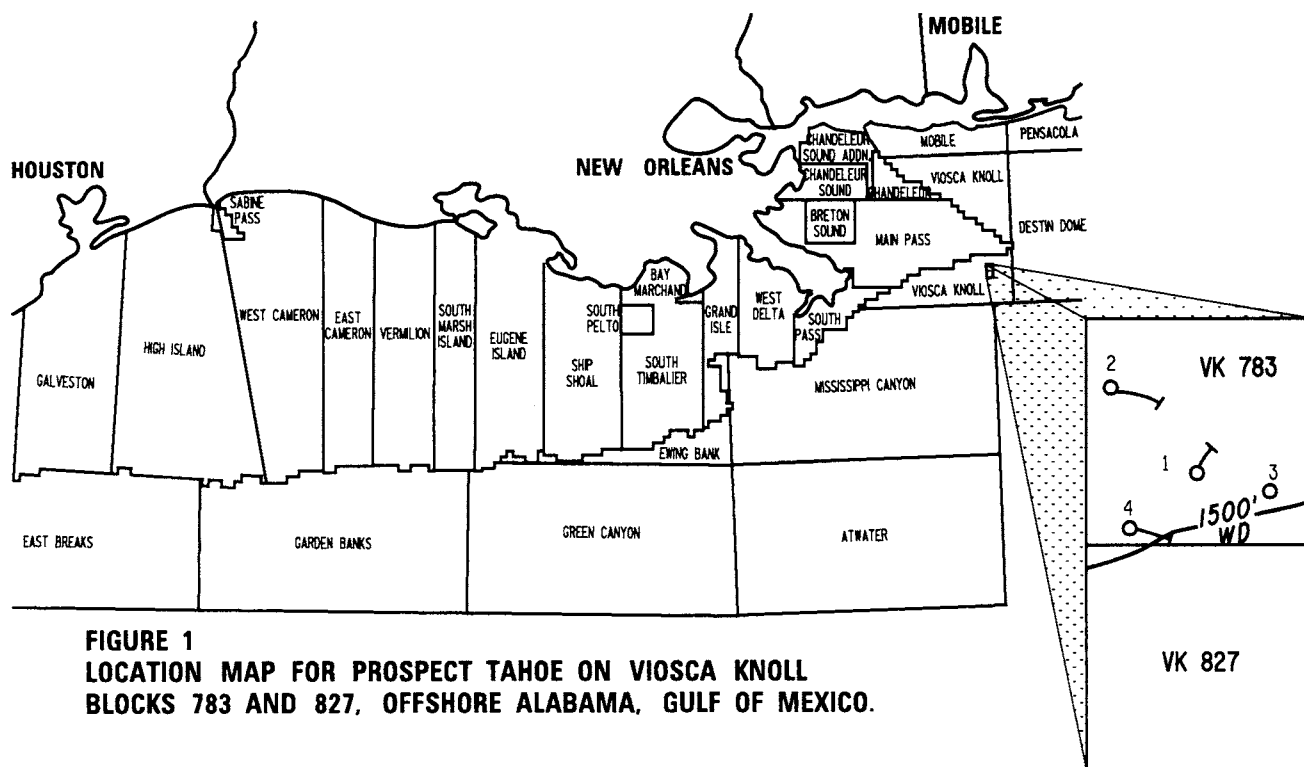 MOBILE
HOUSTON
NEW ORLEANS
SABINE
PASS
CHANDELEUR
SOUND ADDN.
MOBILE
PENSACOLA
CHANDELEUR
SOUND
CHANDELEUR
VIOSCA KNOLL
BRETON
SOUND
MAIN PASS
DESTIN DOME
BAY
MARCHAND
VIOSCA KNOLL
GALVESTON
HIGH ISLAND
WEST CAMERON
EAST
CAMERON
VERMILION
SOUTH
MARSH
ISLAND
EUGENE
ISLAND
SHIP
SHOAL
SOUTH
PELTO
SOUTH
TIMBALIER
GRAND
ISLE
WEST
DELTA
SOUTH
PASS
MISSISSIPPI CANYON
EWING BANK
EAST BREAKS
GARDEN BANKS
GREEN CANYON
ATWATER
VK 783
2
1
3
4
1500'
WD
VK 827
FIGURE 1
LOCATION MAP FOR PROSPECT TAHOE ON VIOSCA KNOLL
BLOCKS 783 AND 827, OFFSHORE ALABAMA, GULF OF MEXICO.